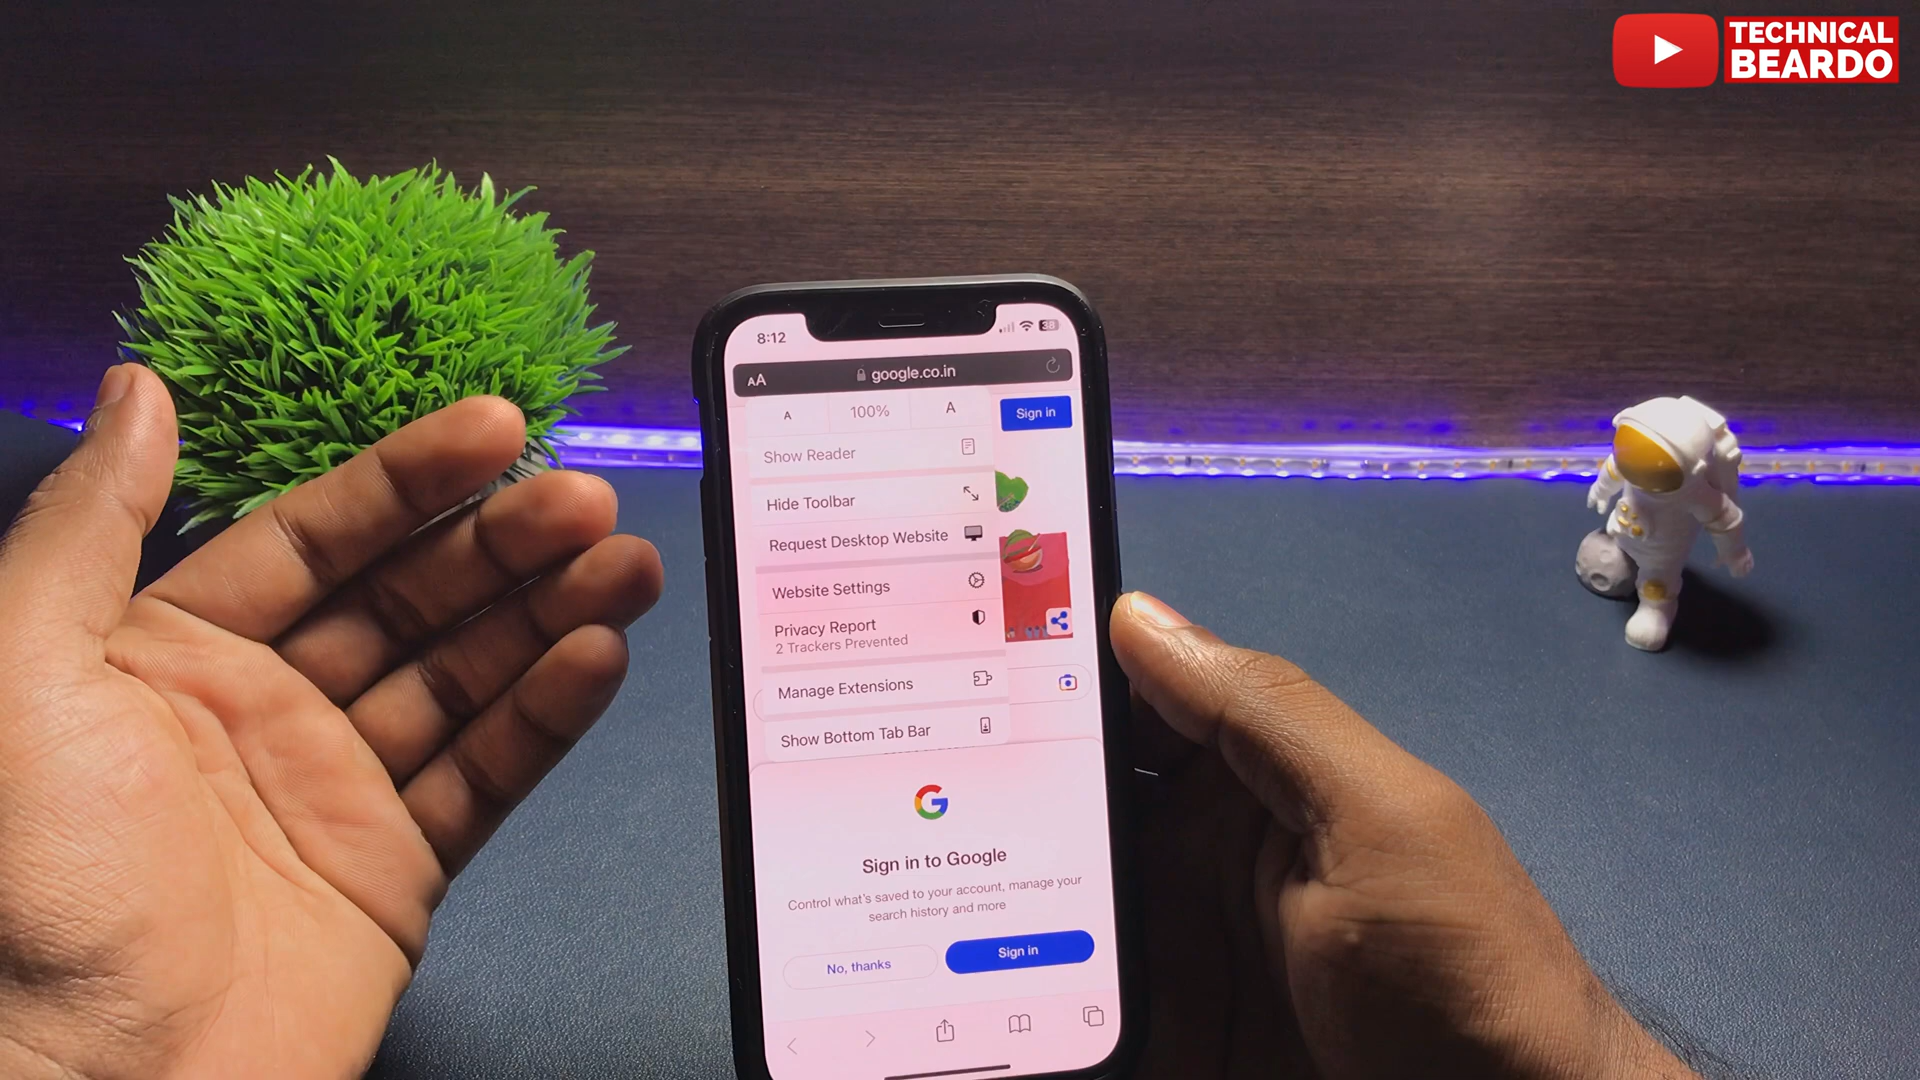 TECHNICAL
BEARDO
8:12
38
AA
google.co.in
A
100%
A
Sign in
Show Reader
Hide Toolbar
Request Desktop Website
Website Settings
Privacy Report
2 Trackers Prevented
Manage Extensions
Show Bottom Tab Bar
G
Sign in to Google
Control what's saved to your account, manage your
search history and more
No, thanks
Sign in